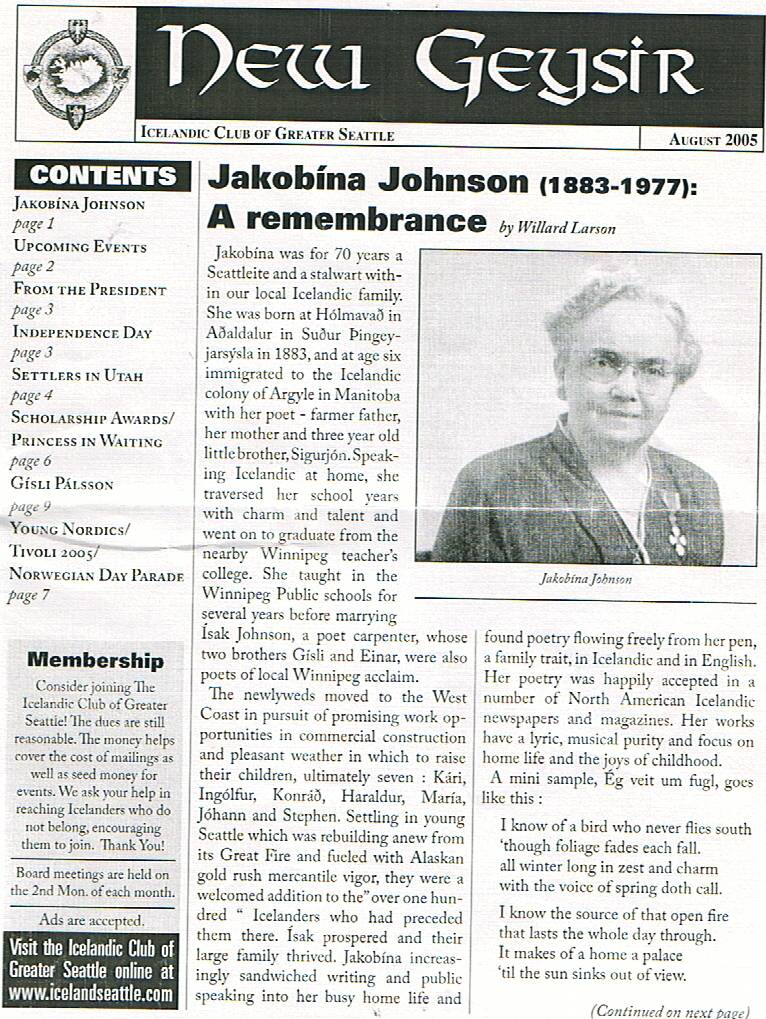 New Geysir
Icelandic Club of Greater Seattle
August 2005
CONTENTS
Jakobína Johnson
page 1
Upcoming Events
page 2
From the President
page 3
Independence Day
page 3
Settlers in Utah
page 4
Scholarship Awards/
Princess in Waiting
page 6
Gísli Pálsson
page 9
Young Nordics/
Tivoli 2005/
Norwegian Day Parade
page 7
Membership
Consider joining The
Icelandic Club of Greater
Seattle! The dues are still
reasonable. The money helps
cover the cost of mailings as
well as seed money for
events. We ask your help in
reaching Icelanders who do
not belong, encouraging
them to join. Thank You!
Board meetings are held on
the 2nd Mon. of each month.
Ads are accepted.
Visit the Icelandic Club of
Greater Seattle online at
www.icelandseattle.com
Jakobína Johnson (1883-1977):
A remembrance by Willard Larson
Jakobína was for 70 years a
Seattleite and a stalwart with-
in our local Icelandic family.
She was born at Hólmavað in
Aðaldalur in Suður Þingey-
jarsýsla in 1883, and at age six
immigrated to the Icelandic
colony of Argyle in Manitoba
with her poet - farmer father,
her mother and three year old
little brother, Sigurjón. Speak-
ing Icelandic at home, she
traversed her school years
with charm and talent and
went on to graduate from the
nearby Winnipeg teacher's
college. She taught in the
Winnipeg Public schools for
several years before marrying
Ísak Johnson, a poet carpenter, whose
two brothers Gísli and Einar, were also
poets of local Winnipeg acclaim.
The newlyweds moved to the West
Coast in pursuit of promising work op-
portunities in commercial construction
and pleasant weather in which to raise
their children, ultimately seven : Kári,
Ingólfur, Konráð, Haraldur, María,
Jóhann and Stephen. Settling in young
Seattle which was rebuilding anew from
its Great Fire and fueled with Alaskan
gold rush mercantile vigor, they were a
welcomed addition to the" over one hun-
dred " Icelanders who had preceded
them there. Ísak prospered and their
large family thrived. Jakobína increas-
ingly sandwiched writing and public
speaking into her busy home life and
Jakobína Johnson
found poetry flowing freely from her pen,
a family trait, in Icelandic and in English.
Her poetry was happily accepted in a
number of North American Icelandic
newspapers and magazines. Her works
have a lyric, musical purity and focus on
home life and the joys of childhood.
A mini sample, Ég veit um fugl, goes
like this :
I know of a bird who never flies south
'though foliage fades each fall.
all winter long in zest and charm
with the voice of spring doth call.
I know the source of that open fire
that lasts the whole day through.
It makes of a home a palace
'til the sun sinks out of view.
(Continued on next page)